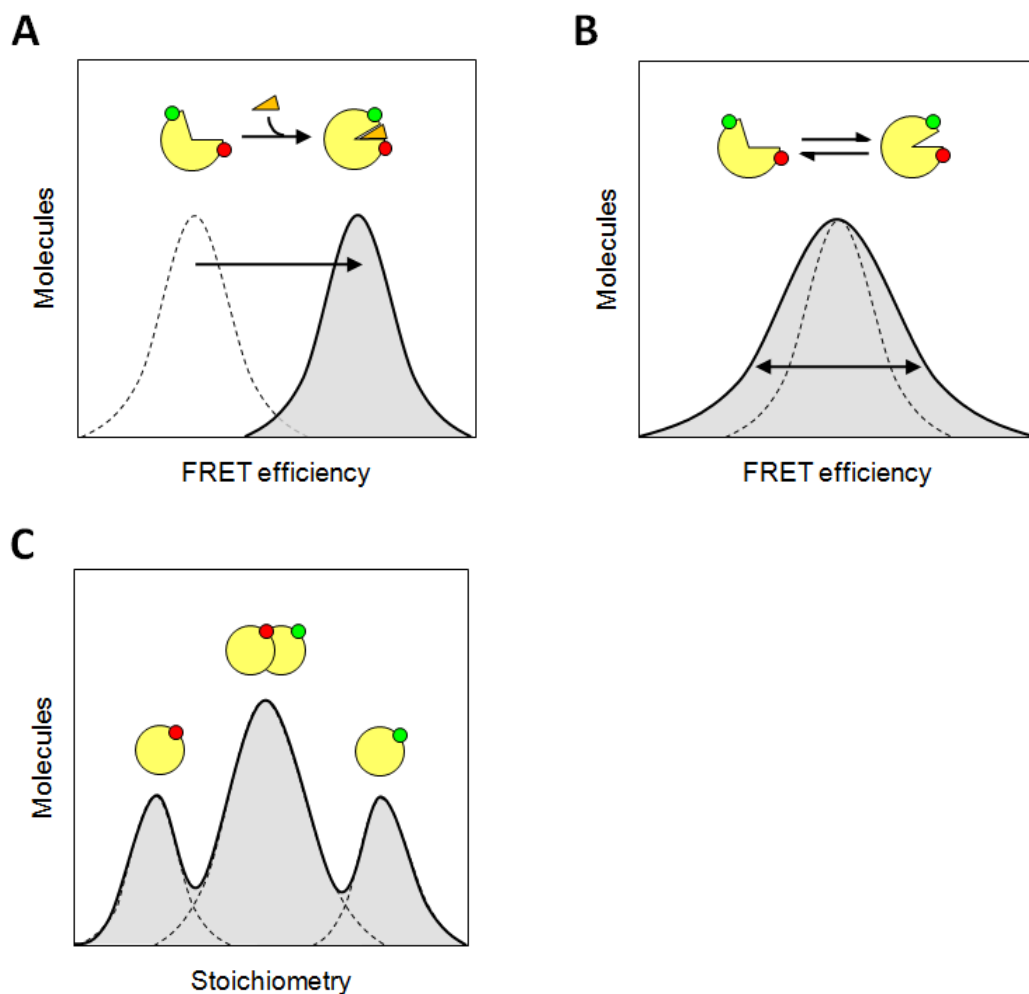 A
Molecules
FRET efficiency
B
Molecules
FRET efficiency
C
Molecules
Stoichiometry